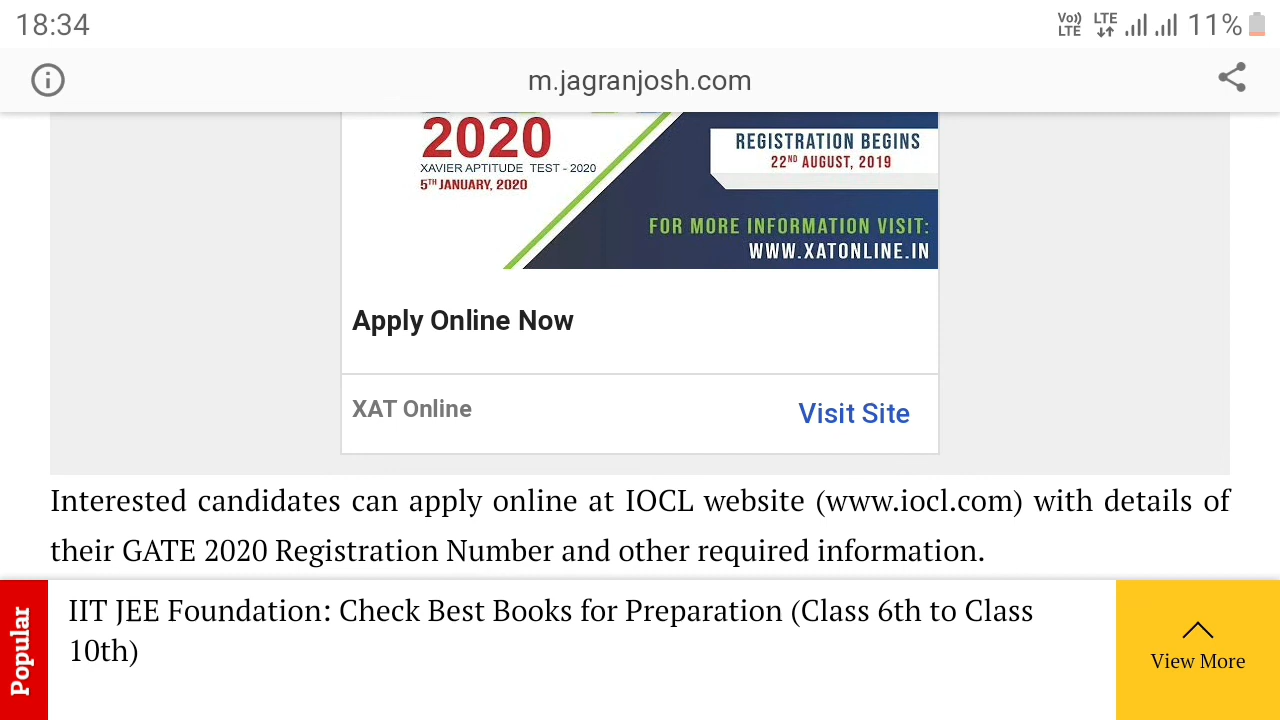 18:34
Vo))
LTE
LTE
11%
m.jagranjosh.com
2020
XAVIER APTITUDE TEST - 2020
5TH JANUARY, 2020
REGISTRATION BEGINS
22ND AUGUST, 2019
FOR MORE INFORMATION VISIT:
WWW.XATONLINE.IN
Apply Online Now
XAT Online
Visit Site
Interested candidates can apply online at IOCL website (www.iocl.com) with details of
their GATE 2020 Registration Number and other required information.
Popular
IIT JEE Foundation: Check Best Books for Preparation (Class 6th to Class
10th)
View More